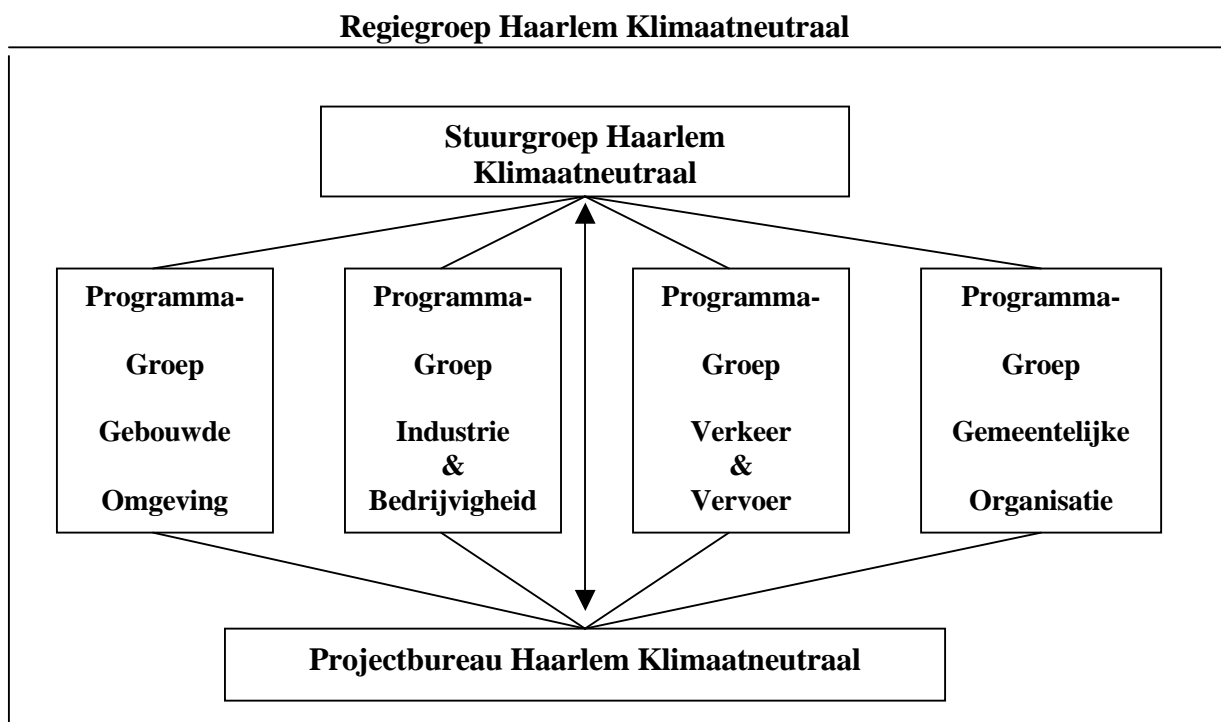 Regiegroep Haarlem Klimaatneutraal
Stuurgroep Haarlem
Klimaatneutraal
Programma-
Groep
Gebouwde
Omgeving
Programma-
Groep
Industrie
&
Bedrijvigheid
Programma-
Groep
Verkeer
&
Vervoer
Programma-
Groep
Gemeentelijke
Organisatie
Projectbureau Haarlem Klimaatneutraal